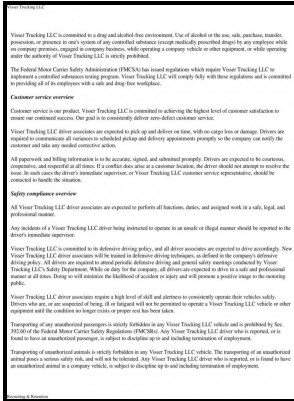 Visser Trucking LLC
Visser Trucking LLC is committed to a drug and alcohol-free environment. Use of alcohol or the use, sale, purchase, transfer,
possession, or presence in one's system of any controlled substance (except medically prescribed drugs) by any employee while
on company premises, engaged in company business, while operating a company vehicle or other equipment, or while operating
under the authority of Visser Trucking LLC is strictly prohibited.
The Federal Motor Carrier Safety Administration (FMCSA) has issued regulations which require Visser Trucking LLC to
implement a controlled substances testing program. Visser Trucking LLC will comply fully with these regulations and is committed
to providing all of its employees with a safe and drug-free workplace.
Customer service overview
Customer service is our product. Visser Trucking LLC is committed to achieving the highest level of customer satisfaction to
ensure our continued success. Our goal is to consistently deliver zero-defect customer service.
Visser Trucking LLC driver associates are expected to pick up and deliver on time, with no cargo loss or damage. Drivers are
required to communicate all variances to scheduled pickup and delivery appointments promptly so the company can notify the
customer and take any needed corrective action.
All paperwork and billing information is to be accurate, signed, and submitted promptly. Drivers are expected to be courteous,
cooperative, and respectful at all times. If a conflict does arise at a customer location, the driver should not attempt to resolve the
issue. In such cases the driver's immediate supervisor, or Visser Trucking LLC customer service representative, should be
contacted to handle the situation.
Safety compliance overview
All Visser Trucking LLC driver associates are expected to perform all functions, duties, and assigned work in a safe, legal, and
professional manner.
Any incidents of a Visser Trucking LLC driver being instructed to operate in an unsafe or illegal manner should be reported to the
driver's immediate supervisor.
Visser Trucking LLC is committed to its defensive driving policy, and all driver associates are expected to drive accordingly. New
Visser Trucking LLC driver associates will be trained in defensive driving techniques, as defined in the company's defensive
driving policy. All drivers are required to attend periodic defensive driving and general safety meetings conducted by Visser
Trucking LLC's Safety Department. While on duty for the company, all drivers are expected to drive in a safe and professional
manner at all times. Doing so will minimize the likelihood of accident or injury and will promote a positive image to the motoring
public.
Visser Trucking LLC driver associates require a high level of skill and alertness to consistently operate their vehicles safely.
Drivers who are, or are suspected of being, ill or fatigued will not be permitted to operate a Visser Trucking LLC vehicle or other
equipment until the condition no longer exists or proper rest has been taken.
Transporting of any unauthorized passengers is strictly forbidden in any Visser Trucking LLC vehicle and is prohibited by Sec.
392.60 of the Federal Motor Carrier Safety Regulations (FMCSRs). Any Visser Trucking LLC driver who is reported, or is
found to have an unauthorized passenger, is subject to discipline up to and including termination of employment.
Transporting of unauthorized animals is strictly forbidden in any Visser Trucking LLC vehicle. The transporting of an unauthorized
animal poses a serious safety risk, and will not be tolerated. Any Visser Trucking LLC driver who is reported, or is found to have
an unauthorized animal in a company vehicle, is subject to discipline up to and including termination of employment.
Recruiting & Retention